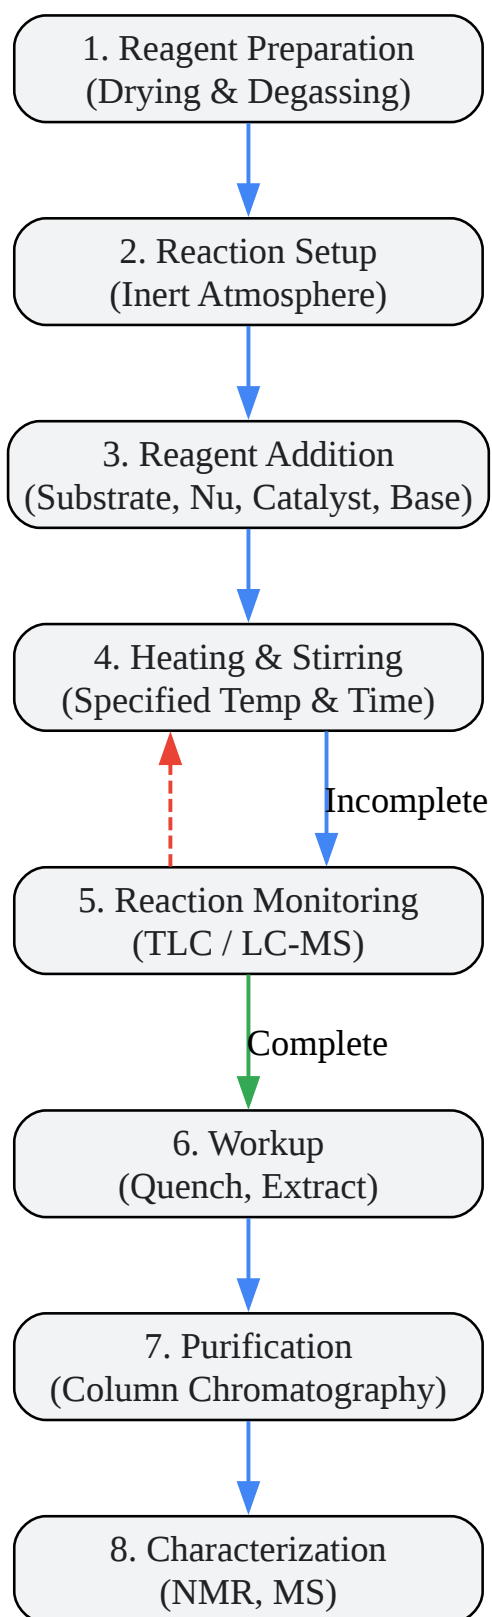 1. Reagent Preparation
(Drying & Degassing)
2. Reaction Setup
(Inert Atmosphere)
3. Reagent Addition
(Substrate, Nu, Catalyst, Base)
4. Heating & Stirring
(Specified Temp & Time)
Incomplete
5. Reaction Monitoring
(TLC / LC-MS)
Complete
6. Workup
(Quench, Extract)
7. Purification
(Column Chromatography)
8. Characterization
(NMR, MS)